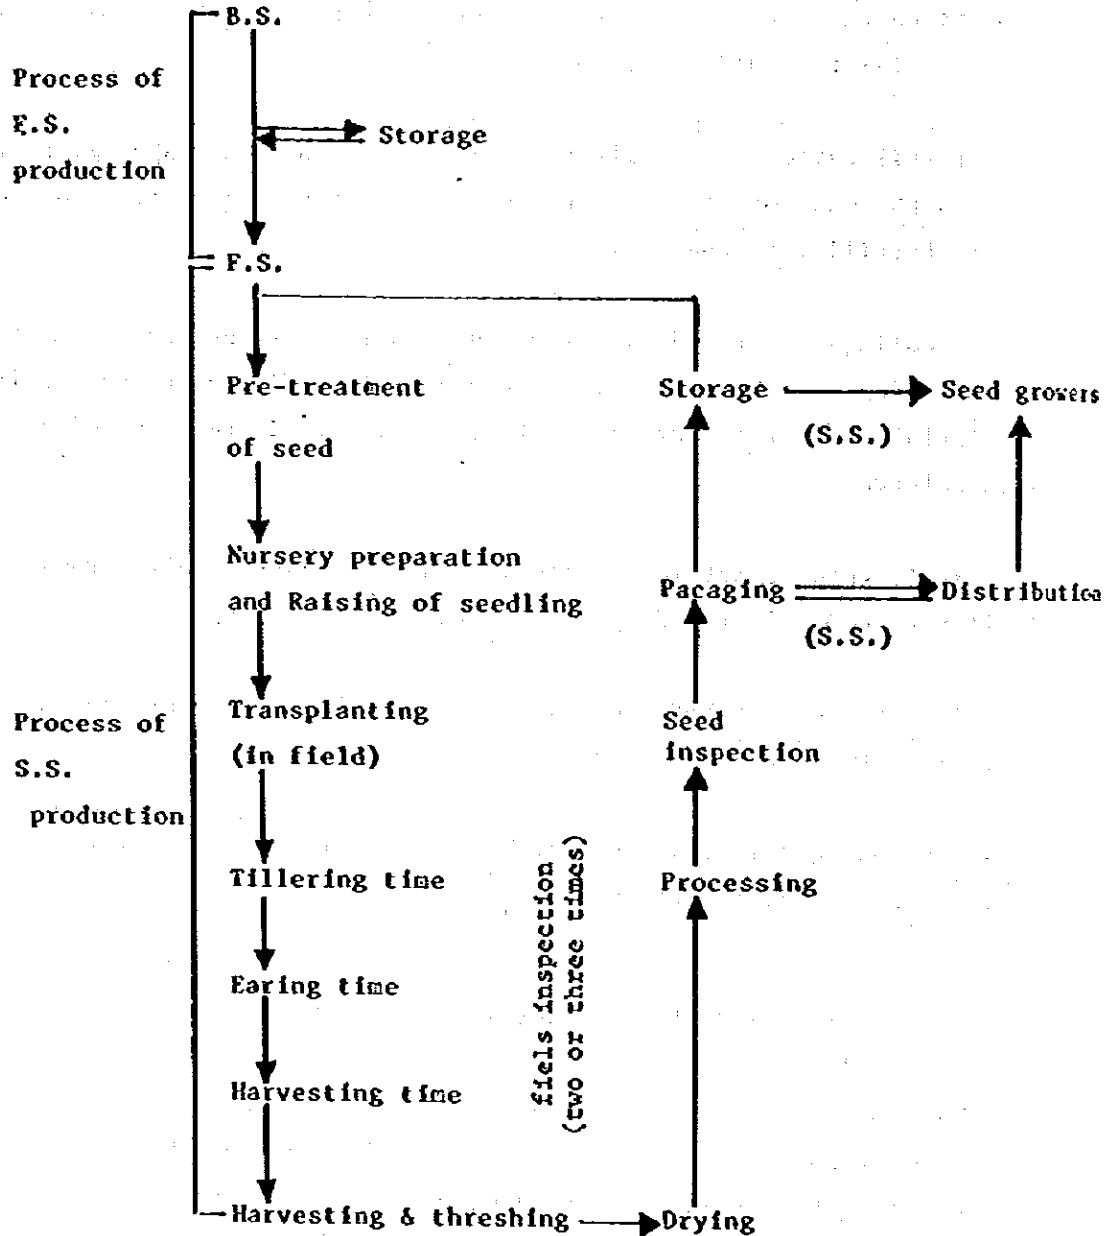 B.S.
Process of
F.S.
production
Storage
F.S.
Pre-treatment
of seed
Nursery preparation
and Raising of seedling
Transplanting
(in field)
Process of
S.S.
production
Tillering time
Earing time
Harvesting time
Harvesting & threshing
fiels inspection
(two or three times)
Drying
Processing
Seed
inspection
Pacaging
(S.S.)
Distribution
Storage
(S.S.)
Seed growers